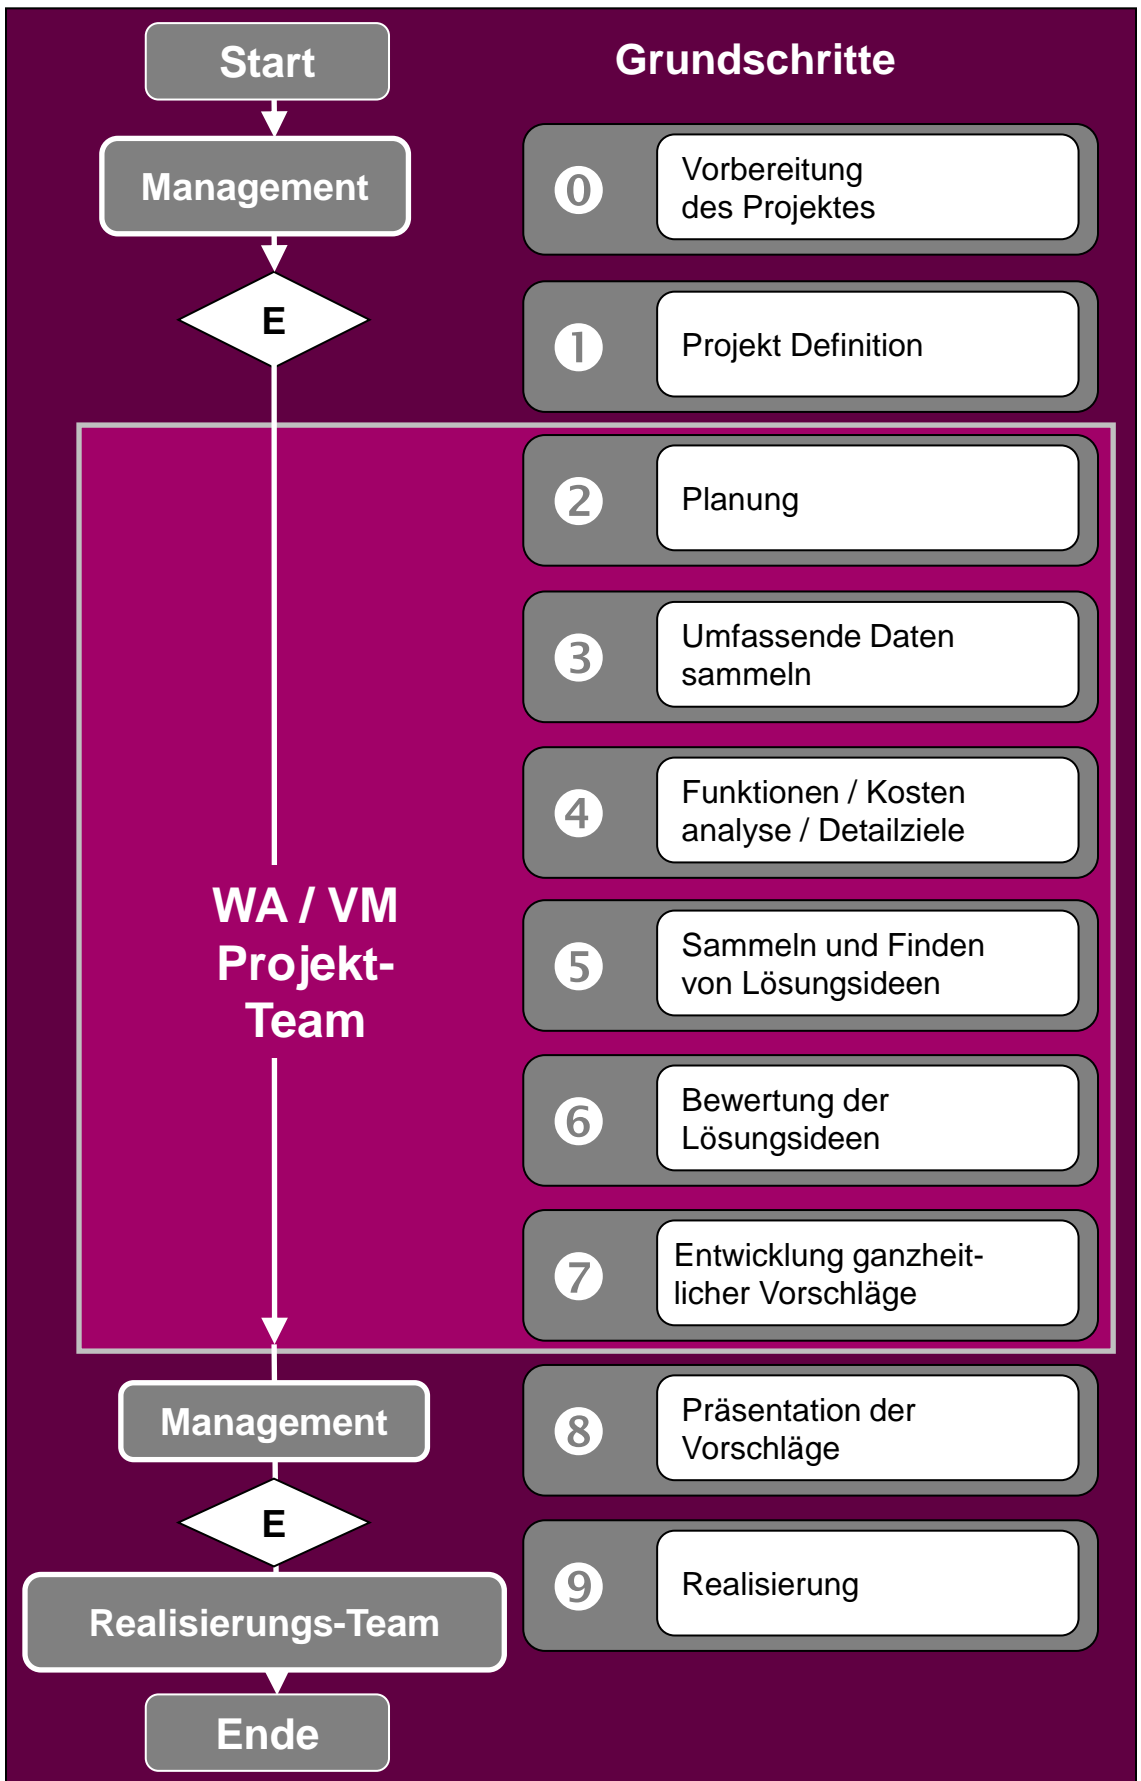 Start
Management
E
WA / VM
Projekt-
Team
Management
E
Realisierungs-Team
Ende
Grundschritte
0
Vorbereitung
des Projektes
1
Projekt Definition
2
Planung
3
Umfassende Daten
sammeln
4
Funktionen / Kosten
analyse / Detailziele
5
Sammeln und Finden
von Lösungsideen
6
Bewertung der
Lösungsideen
7
Entwicklung ganzheit-
licher Vorschläge
8
Präsentation der
Vorschläge
9
Realisierung